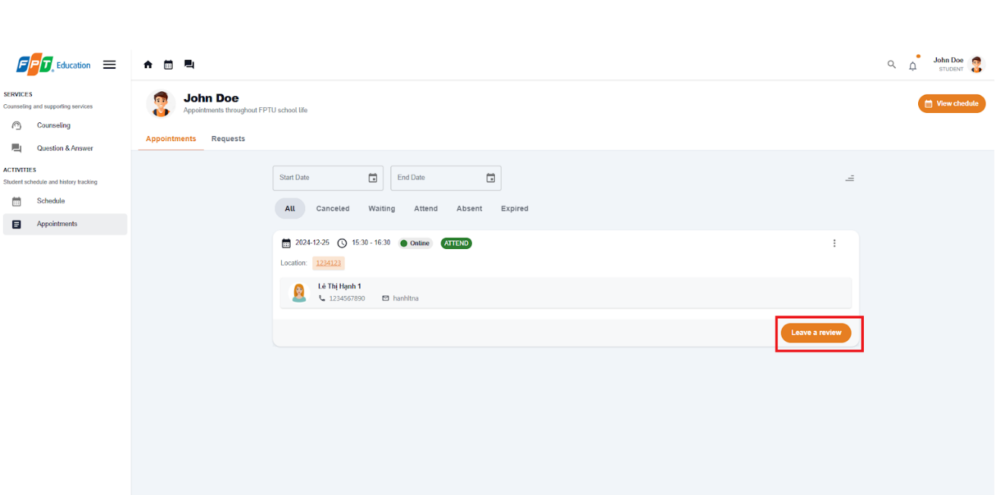 FPT Education
John Doe
STUDENT
SERVICES
Counseling and supporting services
Counseling
Question & Answer
ACTIVITIES
Student schedule and history tracking
Schedule
Appointments
John Doe
Appointments throughout FPTU school life
View chedule
Appointments Requests
Start Date End Date
All Canceled Waiting Attend Absent Expired
2024-12-25 15:30 - 16:30 Online ATTEND
Location: 1234123
Lê Thị Hạnh 1
1234567890 hanhltna
Leave a review